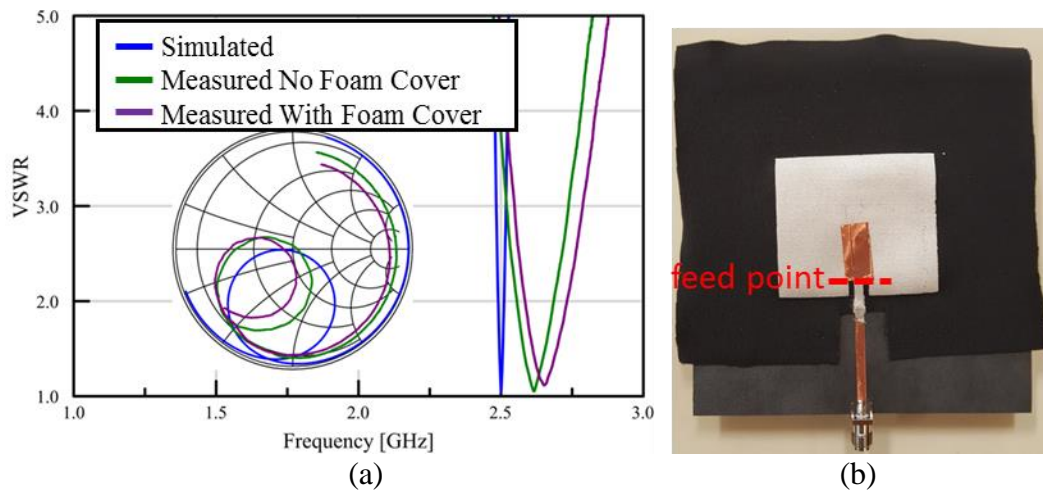 5.0
Simulated
Measured No Foam Cover
4.0
Measured With Foam Cover
VSWR
3.0
feed point
2.0
1.0
1.0
1.5
2.0
2.5
3.0
Frequency [GHz]
(a)
(b)